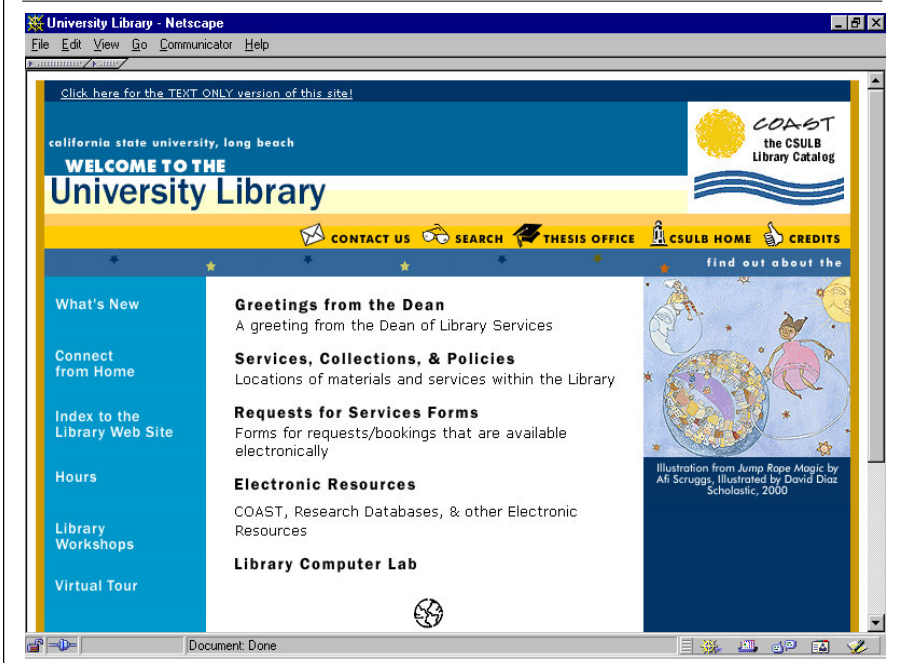 University Library - Netscape
File Edit View Go Communicator Help
Click here for the TEXT ONLY version of this site!
california state university, long beach
WELCOME TO THE
University Library
COAST
the CSULB
Library Catalog
CONTACT US SEARCH THESIS OFFICE CSULB HOME CREDITS
find out about the
What's New
Connect
from Home
Index to the
Library Web Site
Hours
Library
Workshops
Virtual Tour
Greetings from the Dean
A greeting from the Dean of Library Services
Services, Collections, & Policies
Locations of materials and services within the Library
Requests for Services Forms
Forms for requests/bookings that are available
electronically
Electronic Resources
COAST, Research Databases, & other Electronic
Resources
Library Computer Lab
Illustration from Jump Rope Magic by
Afi Scruggs, Illustrated by David Diaz
Scholastic, 2000
Document: Done